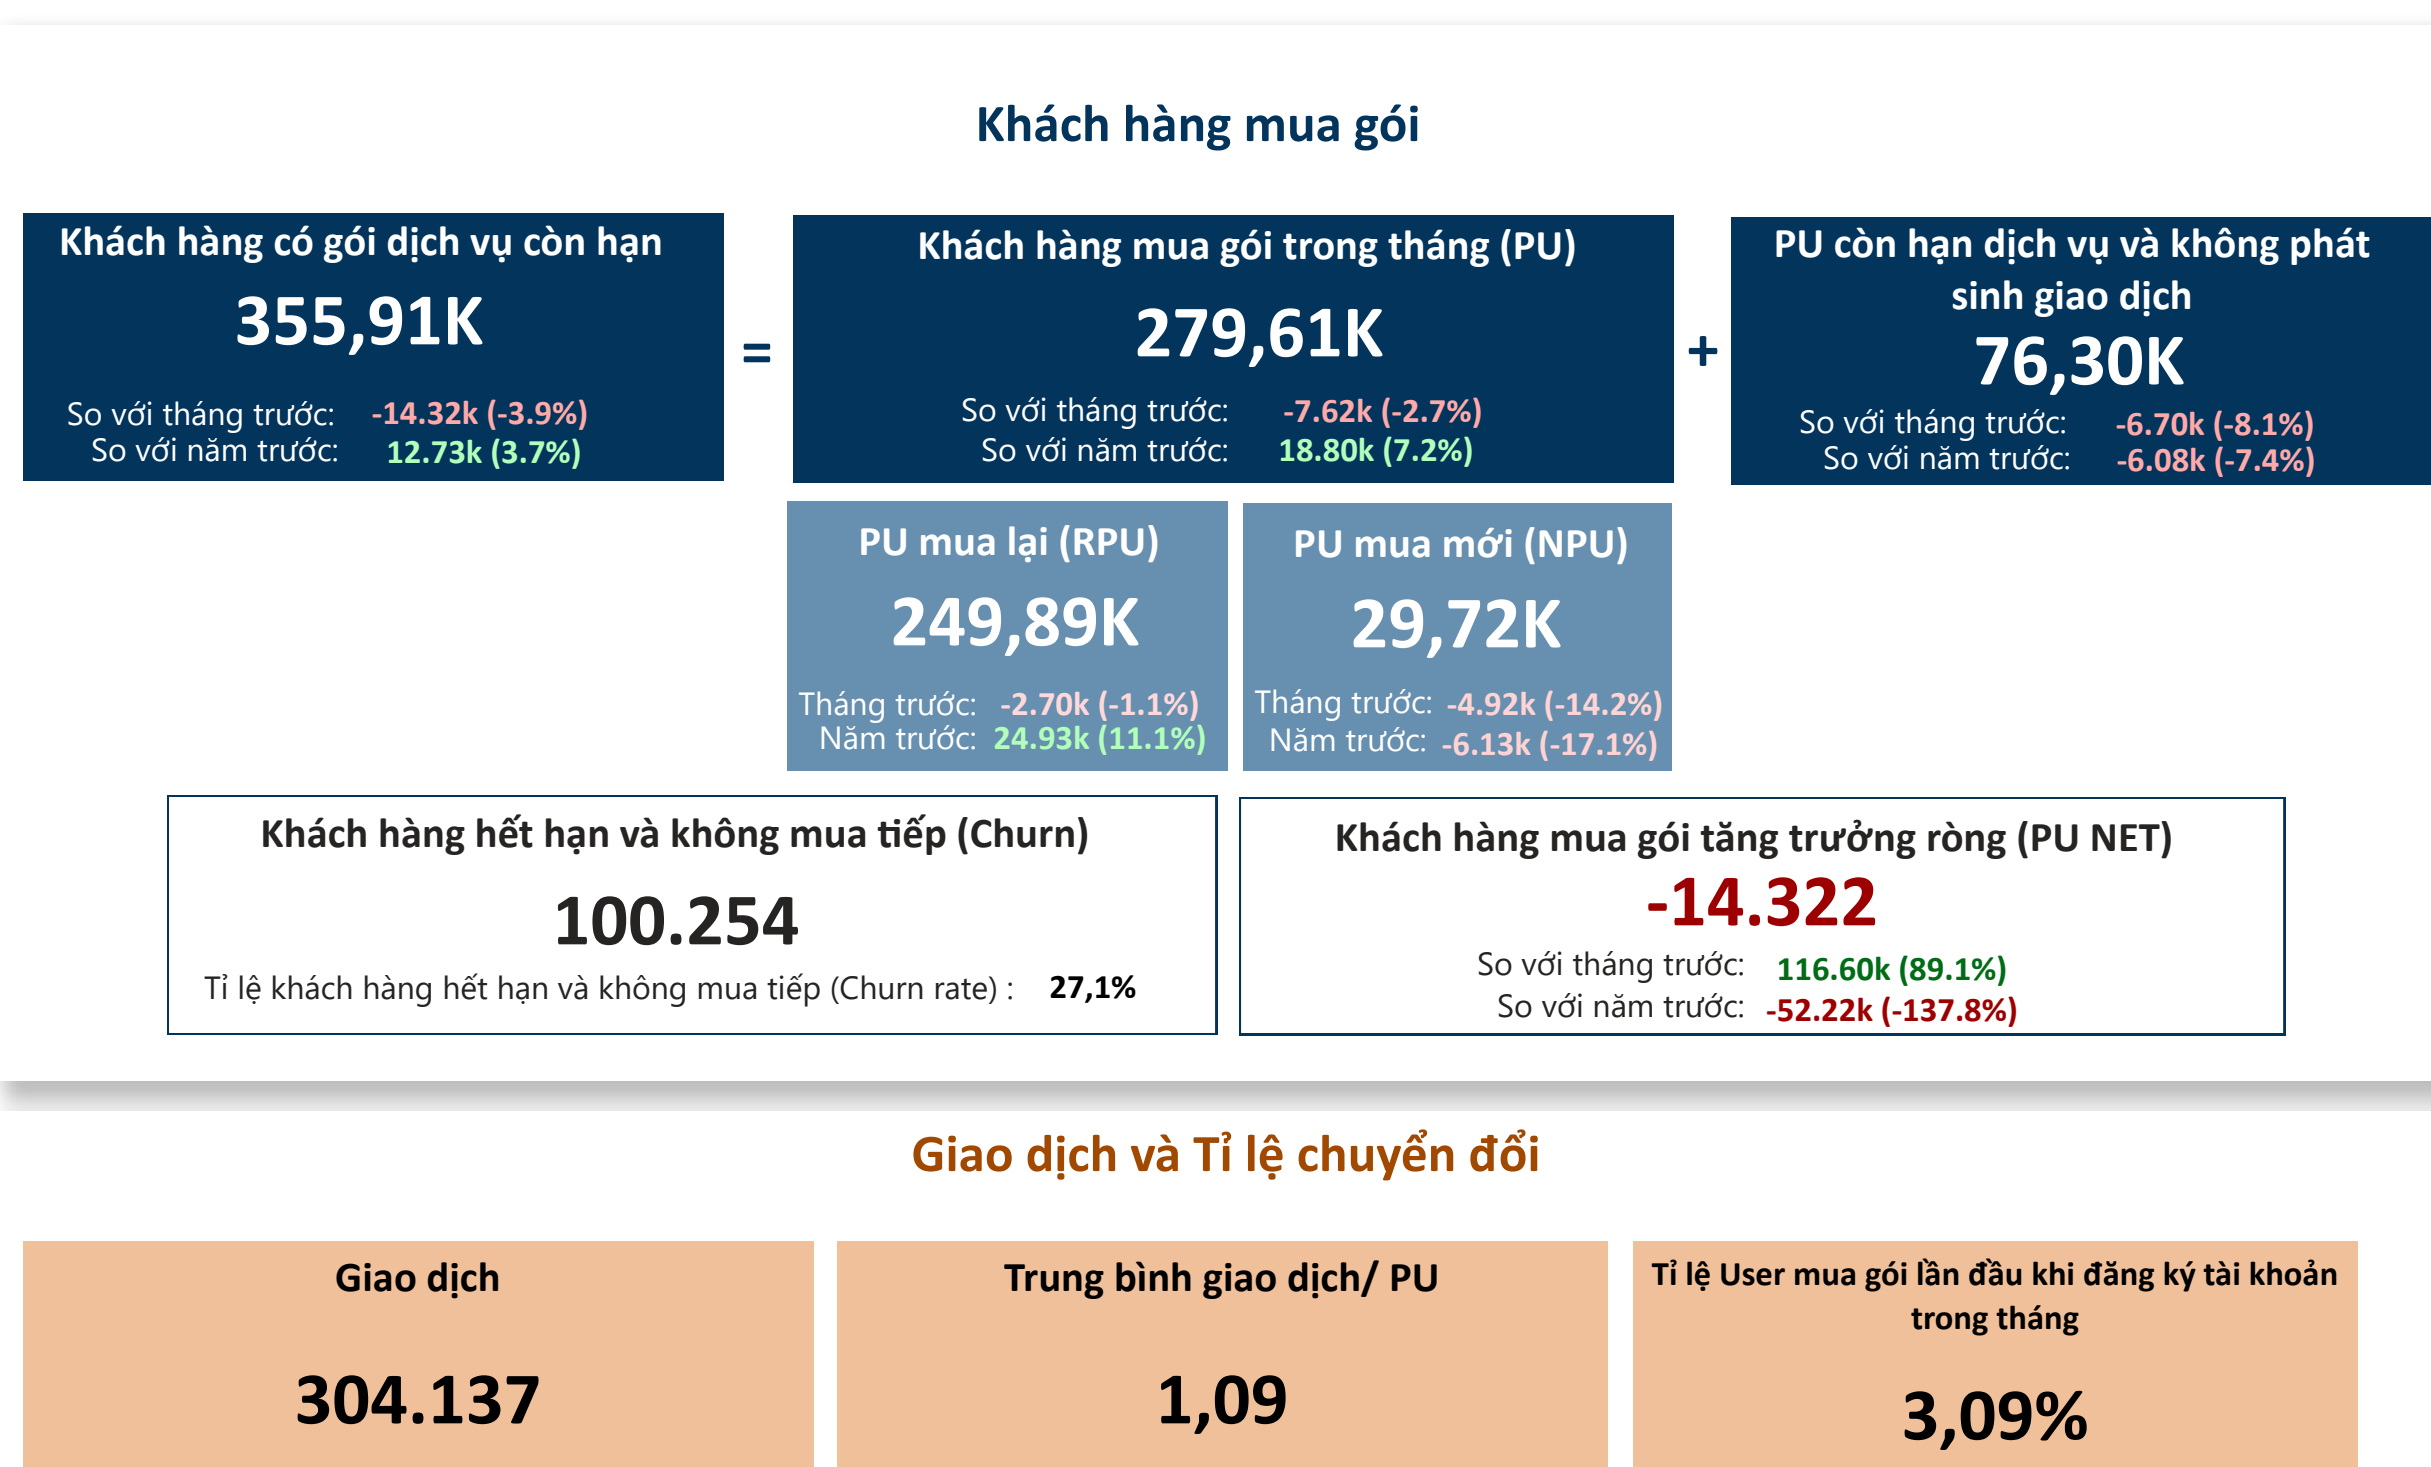 Khách hàng mua gói
Khách hàng có gói dịch vụ còn hạn
355,91K
So với tháng trước: -14.32k (-3.9%)
So với năm trước: 12.73k (3.7%)
=
Khách hàng mua gói trong tháng (PU)
279,61K
So với tháng trước: -7.62k (-2.7%)
So với năm trước: 18.80k (7.2%)
+
PU còn hạn dịch vụ và không phát
sinh giao dịch
76,30K
So với tháng trước: -6.70k (-8.1%)
So với năm trước: -6.08k (-7.4%)
PU mua lại (RPU)
249,89K
Tháng trước: -2.70k (-1.1%)
Năm trước: 24.93k (11.1%)
PU mua mới (NPU)
29,72K
Tháng trước: -4.92k (-14.2%)
Năm trước: -6.13k (-17.1%)
Khách hàng hết hạn và không mua tiếp (Churn)
100.254
Tỉ lệ khách hàng hết hạn và không mua tiếp (Churn rate) : 27,1%
Khách hàng mua gói tăng trưởng ròng (PU NET)
-14.322
So với tháng trước: 116.60k (89.1%)
So với năm trước: -52.22k (-137.8%)
Giao dịch và Tỉ lệ chuyển đổi
Giao dịch
304.137
Trung bình giao dịch/ PU
1,09
Tỉ lệ User mua gói lần đầu khi đăng ký tài khoản
trong tháng
3,09%